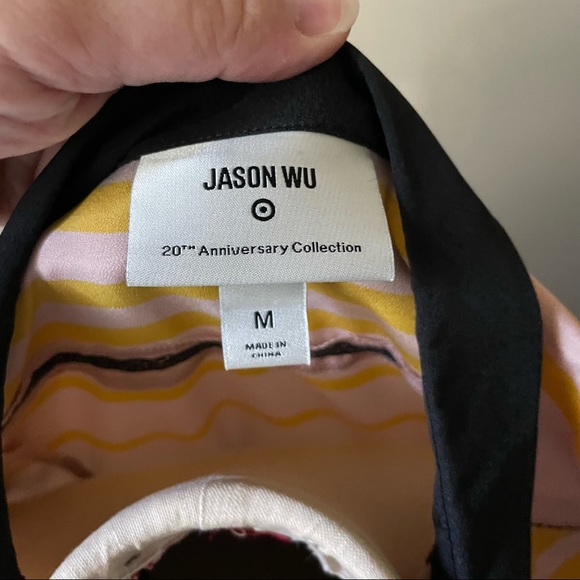 JASON WU
20TH Anniversary Collection
M
MADE IN
CHINA